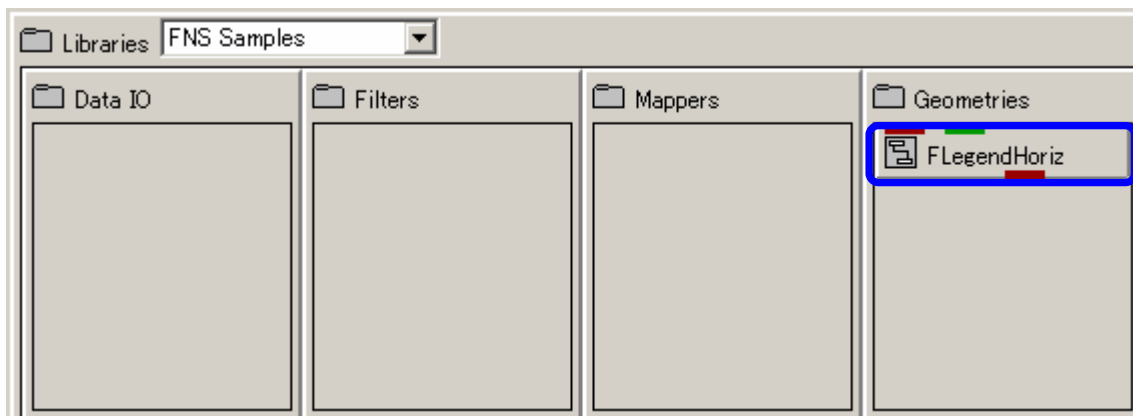 Libraries FNS Samples
Data IO Filters Mappers Geometries
FLegendHoriz